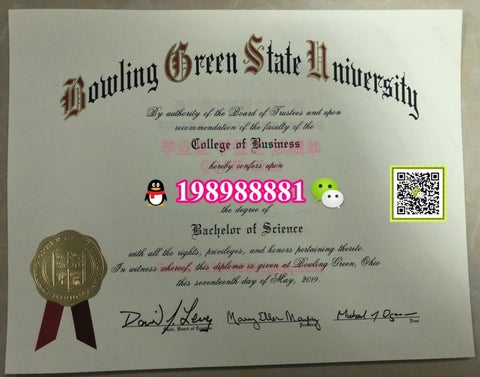 Bowling Green State University
By authority of the Board of Trustees and upon
recommendation of the faculty of the
College of Business
hereby confers upon
198988881
the degree of
Bachelor of Science
with all the rights, privileges, and honors pertaining thereto.
In witness whereof, this diploma is given at Bowling Green, Ohio
this seventeenth day of May, 2019.